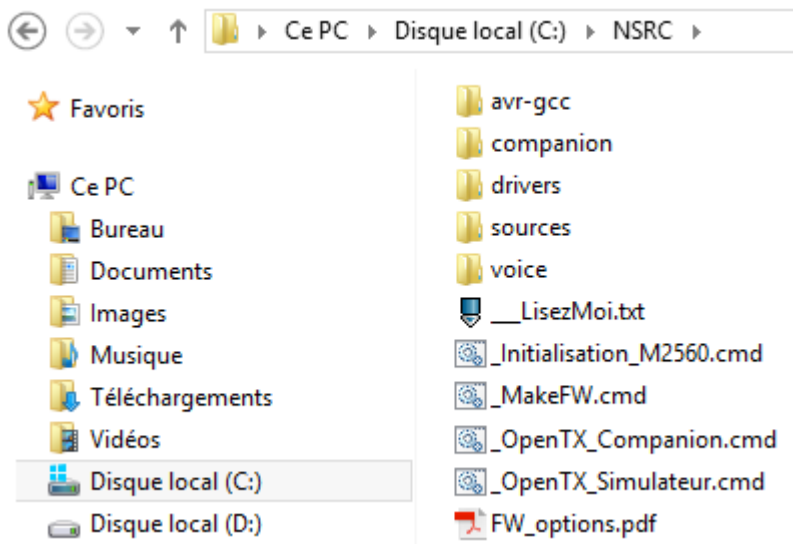 Ce PC ▸ Disque local (C:) ▸ NSRC ▸
Favoris
Ce PC
Bureau
Documents
Images
Musique
Téléchargements
Vidéos
Disque local (C:)
Disque local (D:)
avr-gcc
companion
drivers
sources
voice
___LisezMoi.txt
_Initialisation_M2560.cmd
_MakeFW.cmd
_OpenTX_Companion.cmd
_OpenTX_Simulateur.cmd
FW_options.pdf